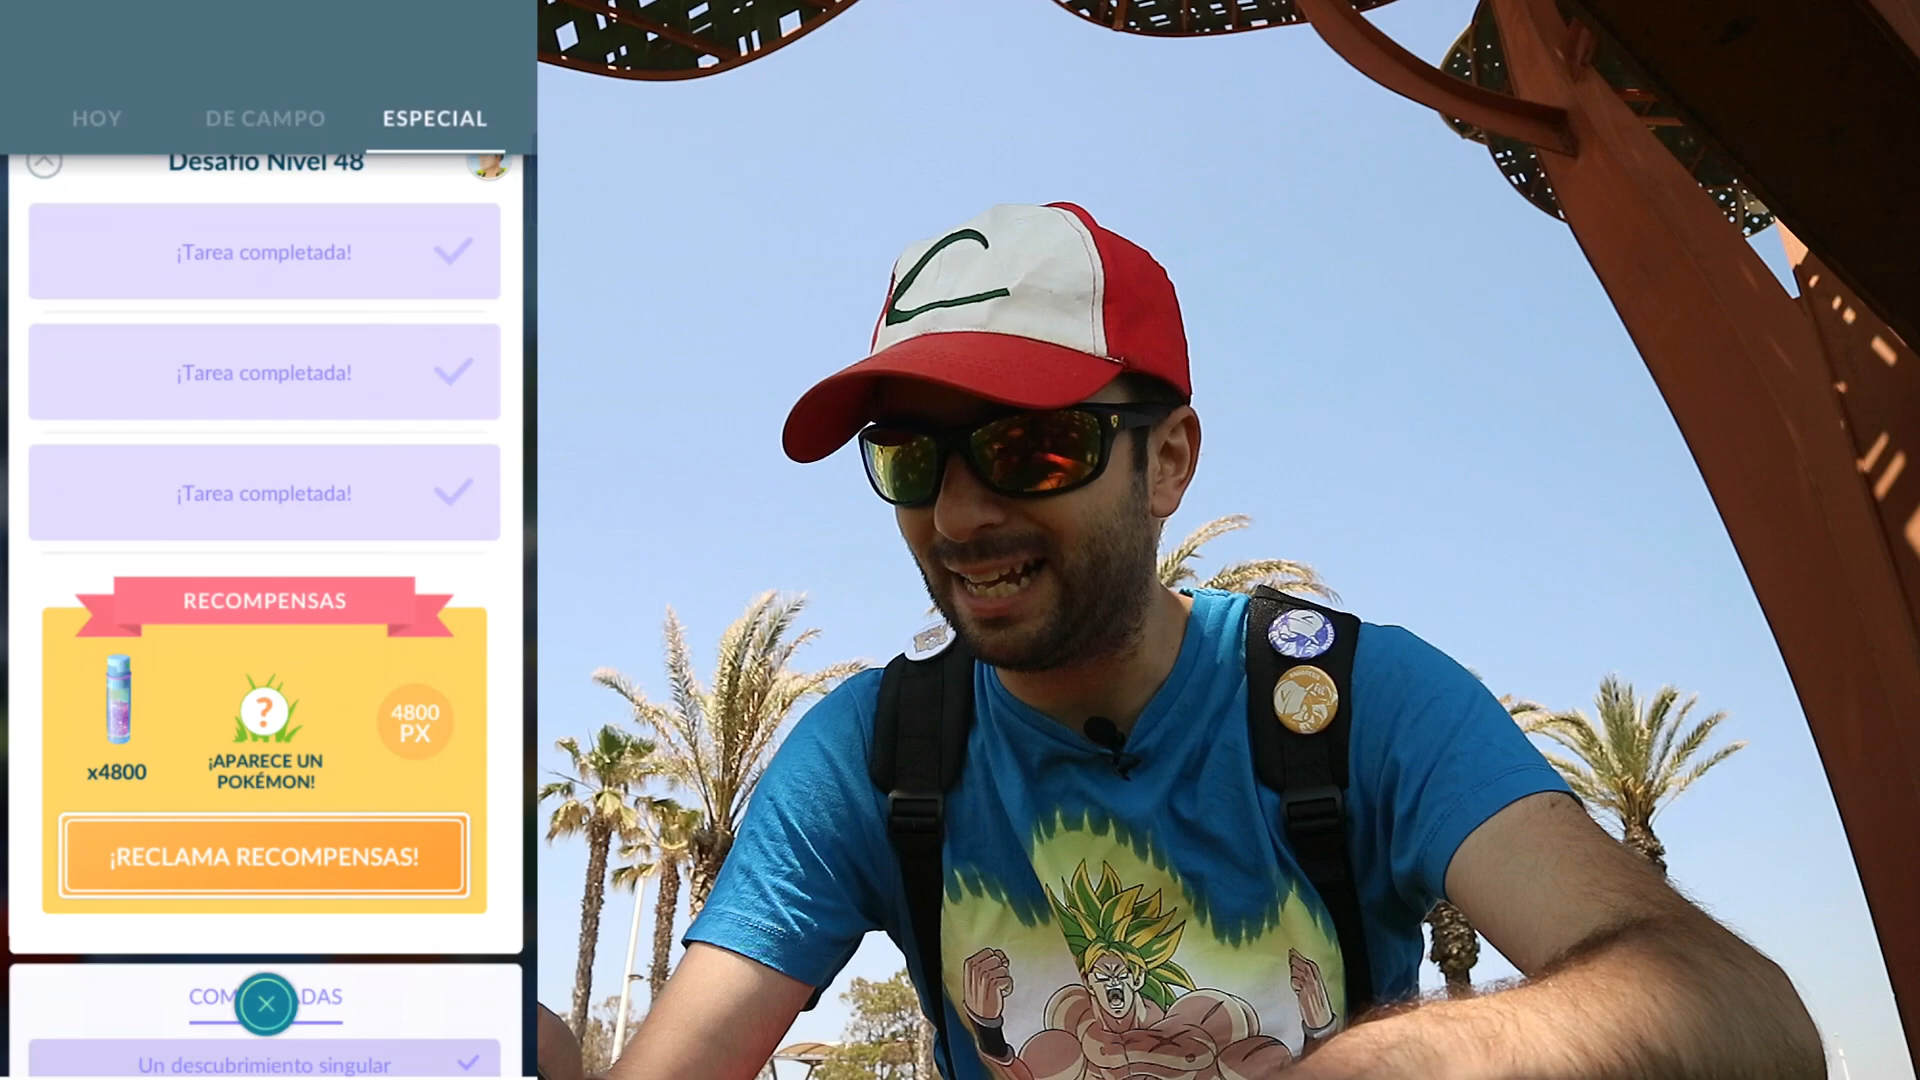 HOY
DE CAMPO
ESPECIAL
Desafío Nivel 48
¡Tarea completada!
¡Tarea completada!
¡Tarea completada!
RECOMPENSAS
x4800
?
¡APARECE UN
POKÉMON!
4800
PX
¡RECLAMA RECOMPENSAS!
COM ADAS
Un descubrimiento singular